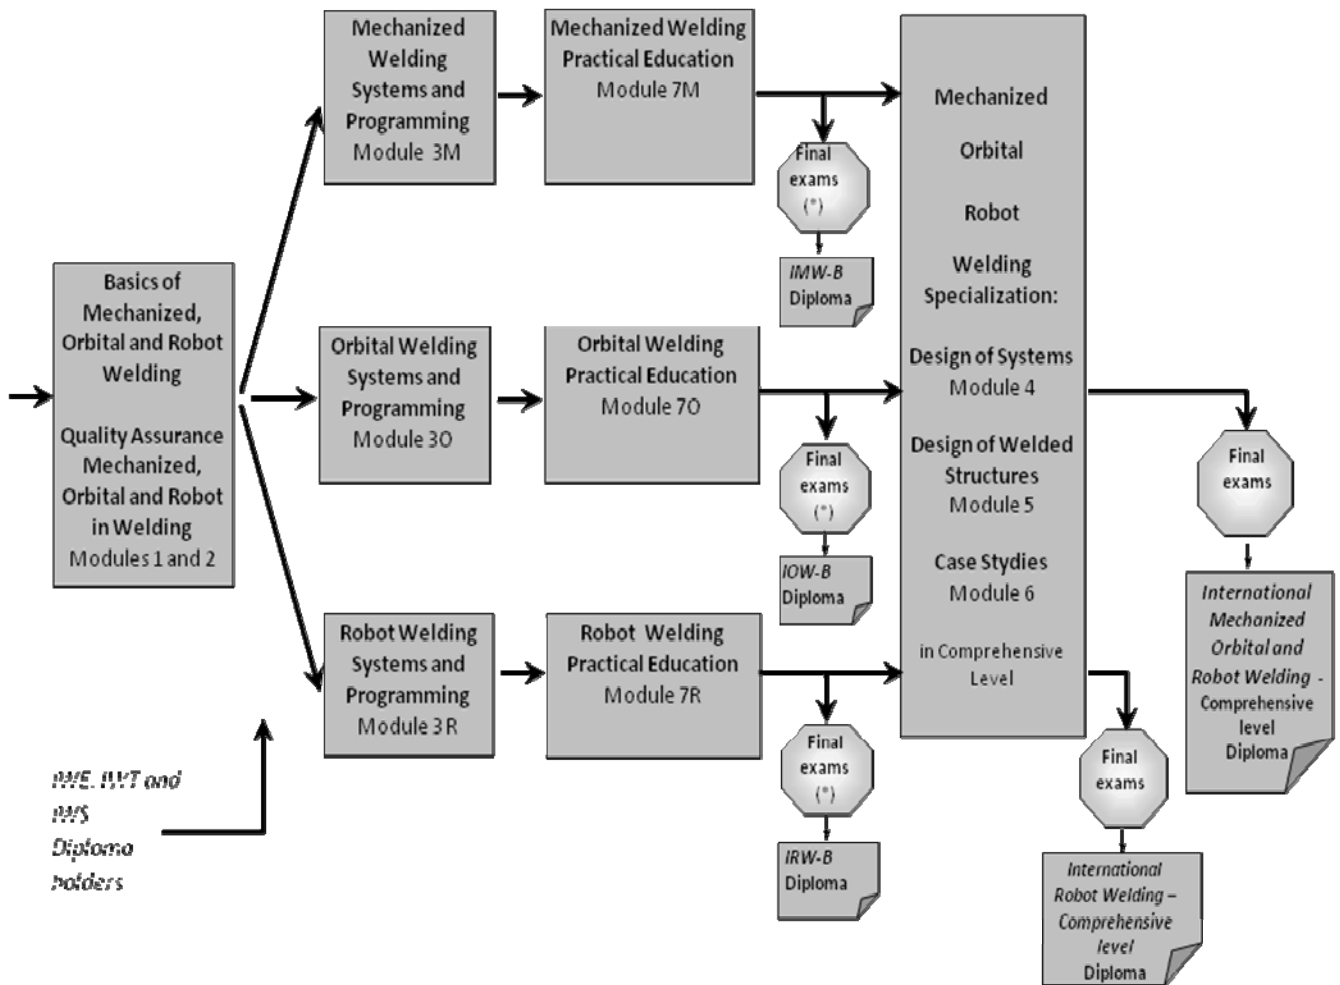 Basics of
Mechanized,
Orbital and Robot
Welding
Quality Assurance
Mechanized,
Orbital and Robot
in Welding
Modules 1 and 2
IWE, IWT and
IWS
Diploma
holders
Mechanized
Welding
Systems and
Programming
Module 3M
Mechanized Welding
Practical Education
Module 7M
Final
exams
(*)
IMW-B
Diploma
Orbital Welding
Systems and
Programming
Module 3O
Orbital Welding
Practical Education
Module 7O
Final
exams
(*)
IOW-B
Diploma
Robot Welding
Systems and
Programming
Module 3R
Robot Welding
Practical Education
Module 7R
Final
exams
(*)
IRW-B
Diploma
Mechanized
Orbital
Robot
Welding
Specialization:
Design of Systems
Module 4
Design of Welded
Structures
Module 5
Case Stydies
Module 6
in Comprehensive
Level
Final
exams
International
Mechanized
Orbital and
Robot Welding -
Comprehensive
level
Diploma
Final
exams
International
Robot Welding –
Comprehensive
level
Diploma